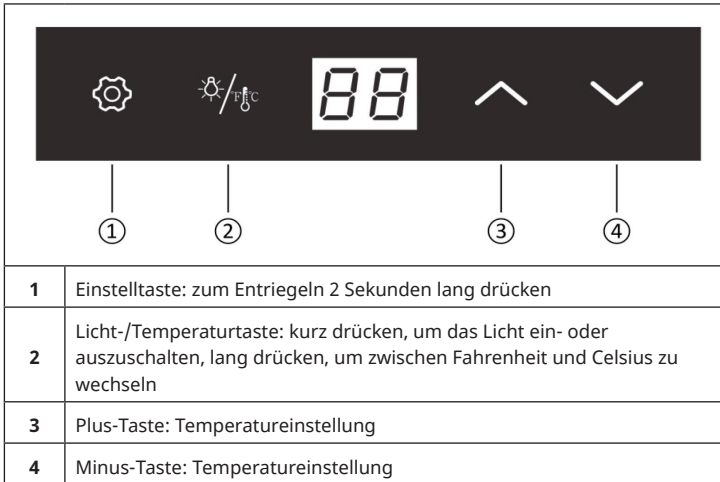 °F °C
88
① ② ③ ④
1 Einstelltaste: zum Entriegeln 2 Sekunden lang drücken
Licht-/Temperaturtaste: kurz drücken, um das Licht ein- oder
2 auszuschalten, lang drücken, um zwischen Fahrenheit und Celsius zu
wechseln
3 Plus-Taste: Temperatureinstellung
4 Minus-Taste: Temperatureinstellung